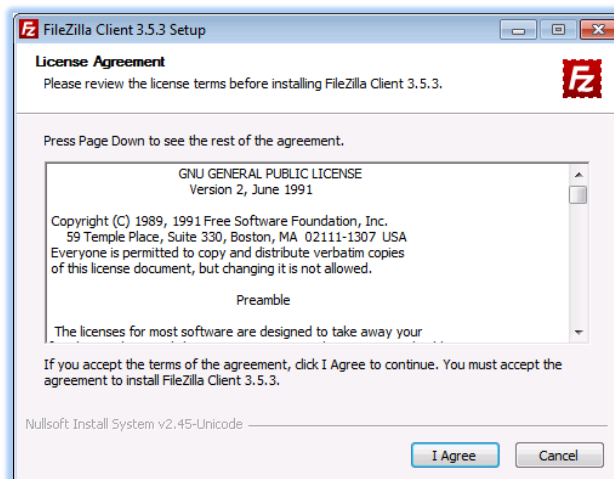 FileZilla Client 3.5.3 Setup
License Agreement
Please review the license terms before installing FileZilla Client 3.5.3.
Fz
Press Page Down to see the rest of the agreement.
GNU GENERAL PUBLIC LICENSE
Version 2, June 1991
Copyright (C) 1989, 1991 Free Software Foundation, Inc.
59 Temple Place, Suite 330, Boston, MA 02111-1307 USA
Everyone is permitted to copy and distribute verbatim copies
of this license document, but changing it is not allowed.
Preamble
The licenses for most software are designed to take away your
If you accept the terms of the agreement, click I Agree to continue. You must accept the
agreement to install FileZilla Client 3.5.3.
Nullsoft Install System v2.45-Unicode
I Agree Cancel